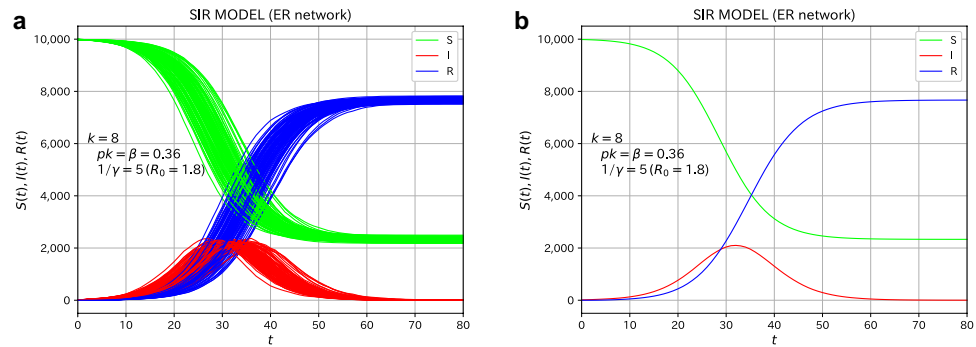 a
SIR MODEL (ER network)
10,000
8,000
6,000
4,000
2,000
0
S(t), I(t), R(t)
k = 8
pk = β = 0.36
1/γ = 5 (R₀ = 1.8)
S
I
R
0 10 20 30 40 50 60 70 80
t
b
SIR MODEL (ER network)
10,000
8,000
6,000
4,000
2,000
0
S(t), I(t), R(t)
k = 8
pk = β = 0.36
1/γ = 5 (R₀ = 1.8)
S
I
R
0 10 20 30 40 50 60 70 80
t